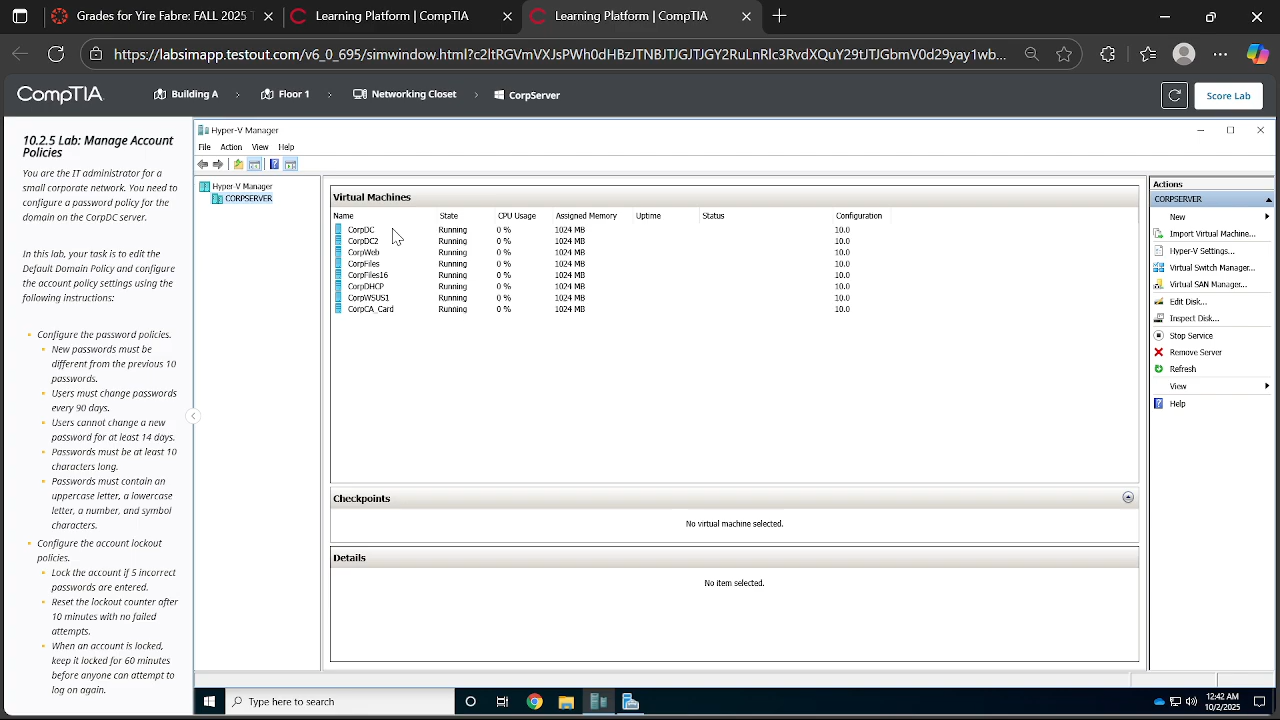 Grades for Yire Fabre: FALL 2025 T
Learning Platform | CompTIA
Learning Platform | CompTIA
https://labsimapp.testout.com/v6_0_695/simwindow.html?c2ltRGVmVXJsPWh0dHBzJTNBJTJGJTJGY2RuLnRlc3RvdXQuY29tJTJGbmV0d29yay1wb...
CompTIA
Building A
Floor 1
Networking Closet
CorpServer
Score Lab
10.2.5 Lab: Manage Account
Policies
You are the IT administrator for a
small corporate network. You need to
configure a password policy for the
domain on the CorpDC server.
In this lab, your task is to edit the
Default Domain Policy and configure
the account policy settings using the
following instructions:
Configure the password policies.
New passwords must be
different from the previous 10
passwords.
Users must change passwords
every 90 days.
Users cannot change a new
password for at least 14 days.
Passwords must be at least 10
characters long.
Passwords must contain an
uppercase letter, a lowercase
letter, a number, and symbol
characters.
Configure the account lockout
policies.
Lock the account if 5 incorrect
passwords are entered.
Reset the lockout counter after
10 minutes with no failed
attempts.
When an account is locked,
keep it locked for 60 minutes
before anyone can attempt to
log on again.
Hyper-V Manager
File Action View Help
Hyper-V Manager
CORPSERVER
Virtual Machines
Name State CPU Usage Assigned Memory Uptime Status Configuration
CorpDC Running 0 % 1024 MB 10.0
CorpDC2 Running 0 % 1024 MB 10.0
CorpWeb Running 0 % 1024 MB 10.0
CorpFiles Running 0 % 1024 MB 10.0
CorpFiles16 Running 0 % 1024 MB 10.0
CorpDHCP Running 0 % 1024 MB 10.0
CorpWSUS1 Running 0 % 1024 MB 10.0
CorpCA_Card Running 0 % 1024 MB 10.0
Checkpoints
No virtual machine selected.
Details
No item selected.
Actions
CORPSERVER
New
Import Virtual Machine...
Hyper-V Settings...
Virtual Switch Manager...
Virtual SAN Manager...
Edit Disk...
Inspect Disk...
Stop Service
Remove Server
Refresh
View
Help
Type here to search
12:42 AM
10/2/2025